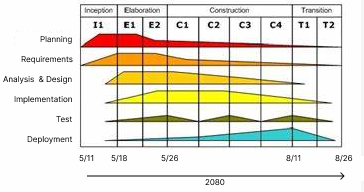 Inception Elaboration Construction Transition
I1 E1 E2 C1 C2 C3 C4 T1 T2
Planning
Requirements
Analysis & Design
Implementation
Test
Deployment
5/11 5/18 5/26 8/11 8/26
2080